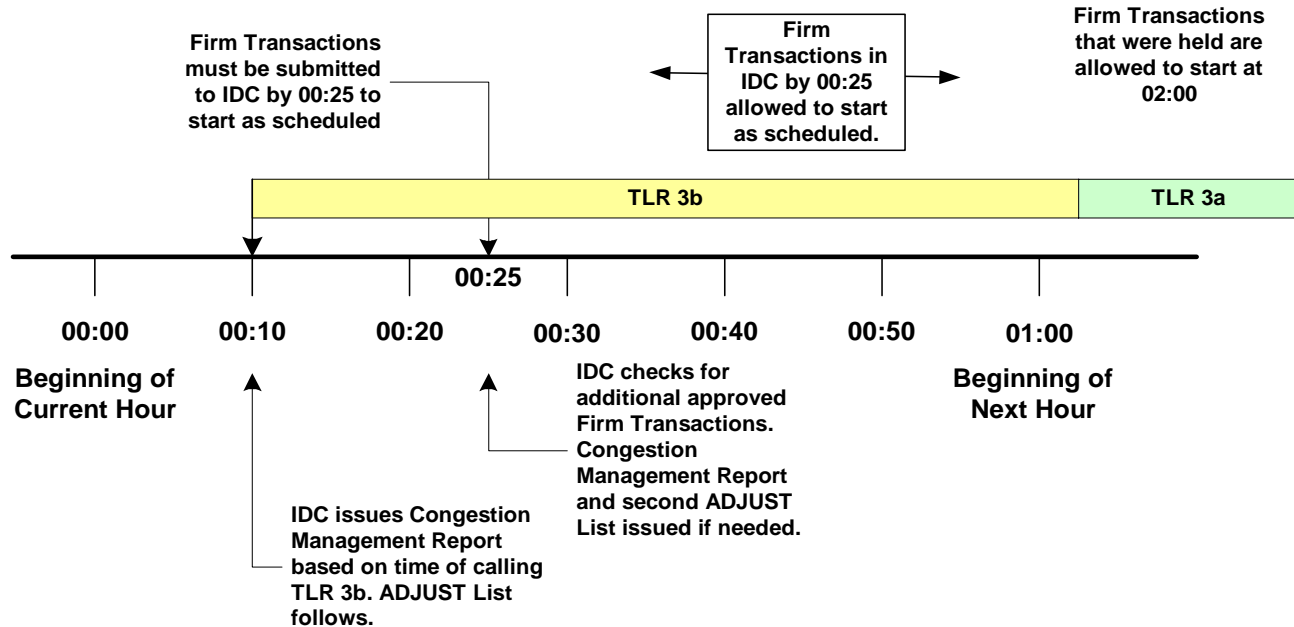 Firm Transactions
must be submitted
to IDC by 00:25 to
start as scheduled
Firm
Transactions in
IDC by 00:25
allowed to start
as scheduled.
Firm Transactions
that were held are
allowed to start at
02:00
TLR 3b
TLR 3a
00:25
00:00
00:10
00:20
00:30
00:40
00:50
01:00
Beginning of
Current Hour
Beginning of
Next Hour
IDC checks for
additional approved
Firm Transactions.
Congestion
Management Report
and second ADJUST
List issued if needed.
IDC issues Congestion
Management Report
based on time of calling
TLR 3b. ADJUST List
follows.